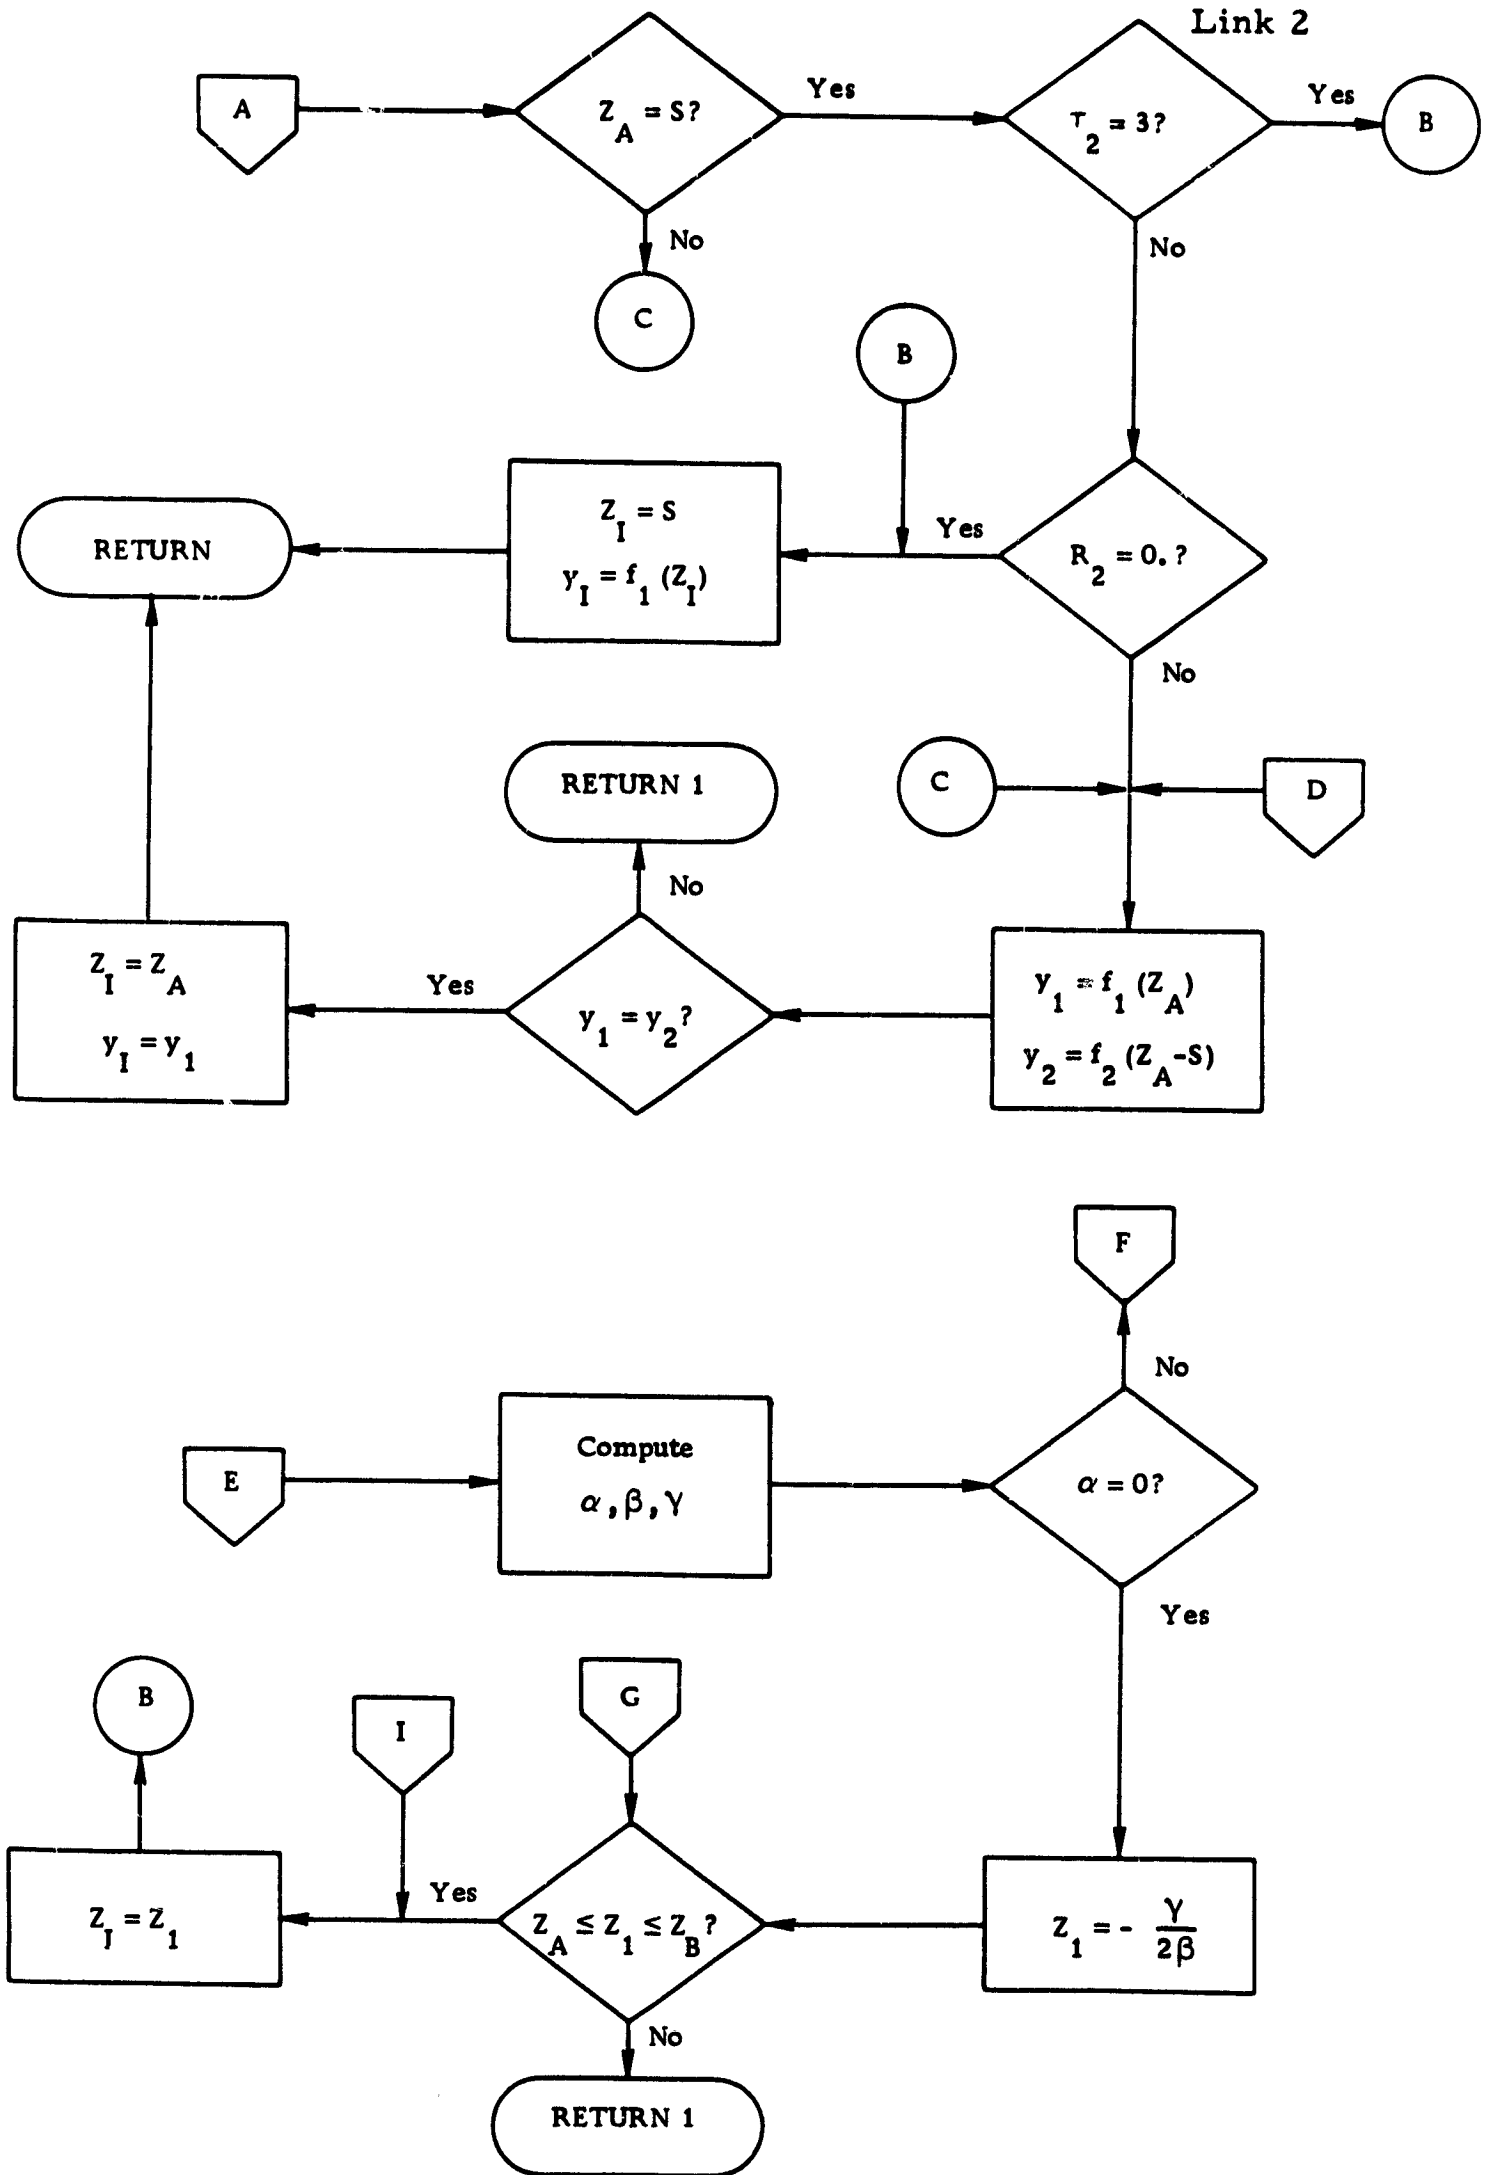 Link 2
A
Z_A = S?
Yes
τ_2 = 3?
Yes
B
No
No
C
B
Z_I = S
y_I = f_1 (Z_I)
Yes
R_2 = 0. ?
RETURN
No
RETURN 1
C
D
No
Z_I = Z_A
y_I = y_1
Yes
y_1 = y_2?
y_1 = f_1 (Z_A)
y_2 = f_2 (Z_A -S)
F
No
E
Compute
α, β, γ
α = 0?
Yes
B
I
G
Z_I = Z_1
Yes
Z_A ≤ Z_1 ≤ Z_B?
Z_1 = - γ/2β
No
RETURN 1